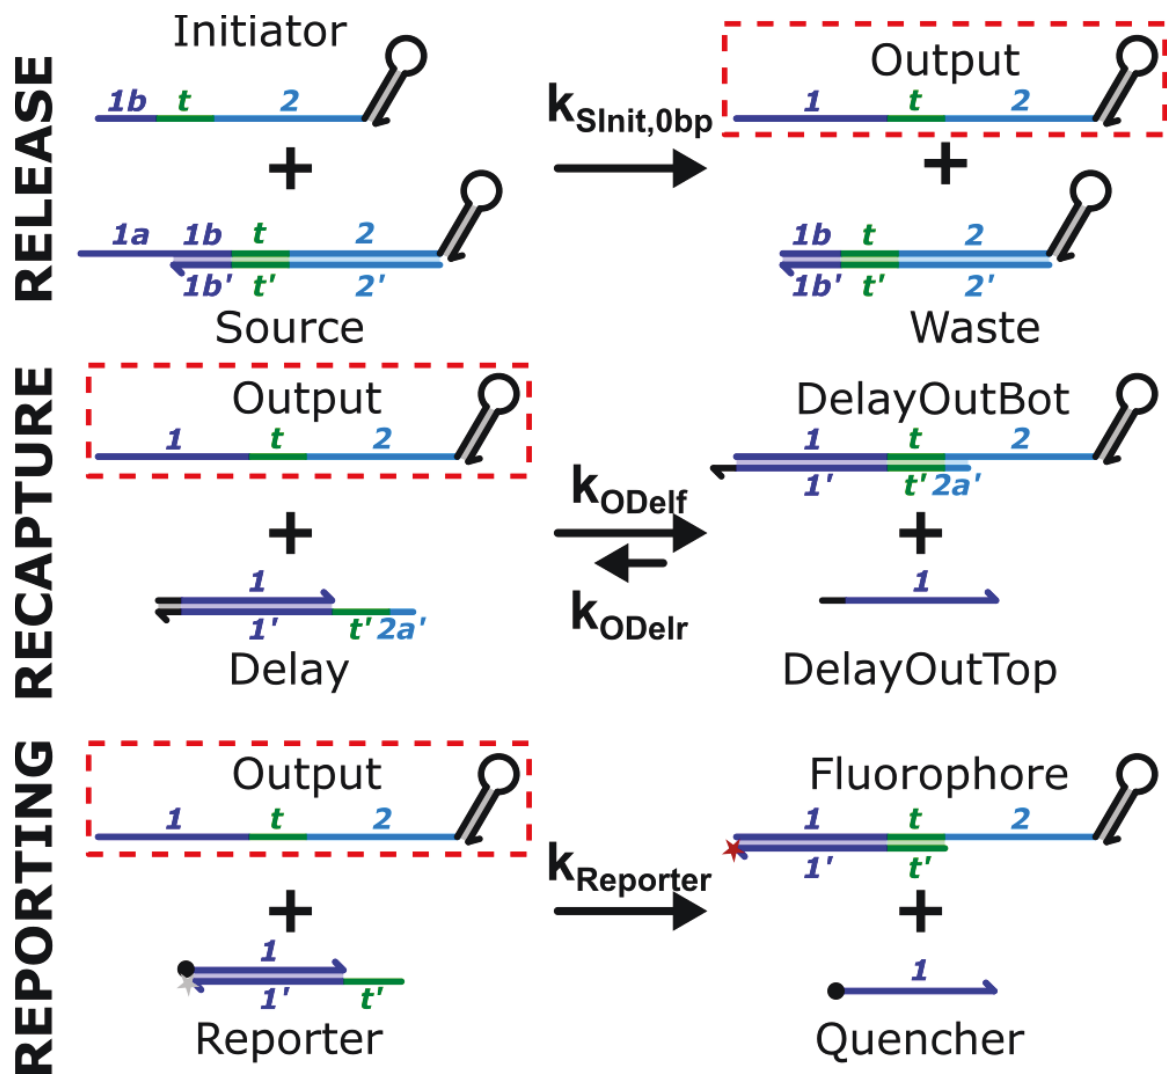 RELEASE
Initiator
1b t 2
+
1a 1b t 2
1b' t' 2'
Source
kSInit,0bp
Output
1 t 2
+
1b t 2
1b' t' 2'
Waste
RECAPTURE
Output
1 t 2
+
1
1' t' 2a'
Delay
kODelf
kODelr
DelayOutBot
1 t 2
1' t' 2a'
+
1
DelayOutTop
REPORTING
Output
1 t 2
+
1
1' t'
Reporter
kReporter
Fluorophore
1 t 2
1' t'
+
1
Quencher